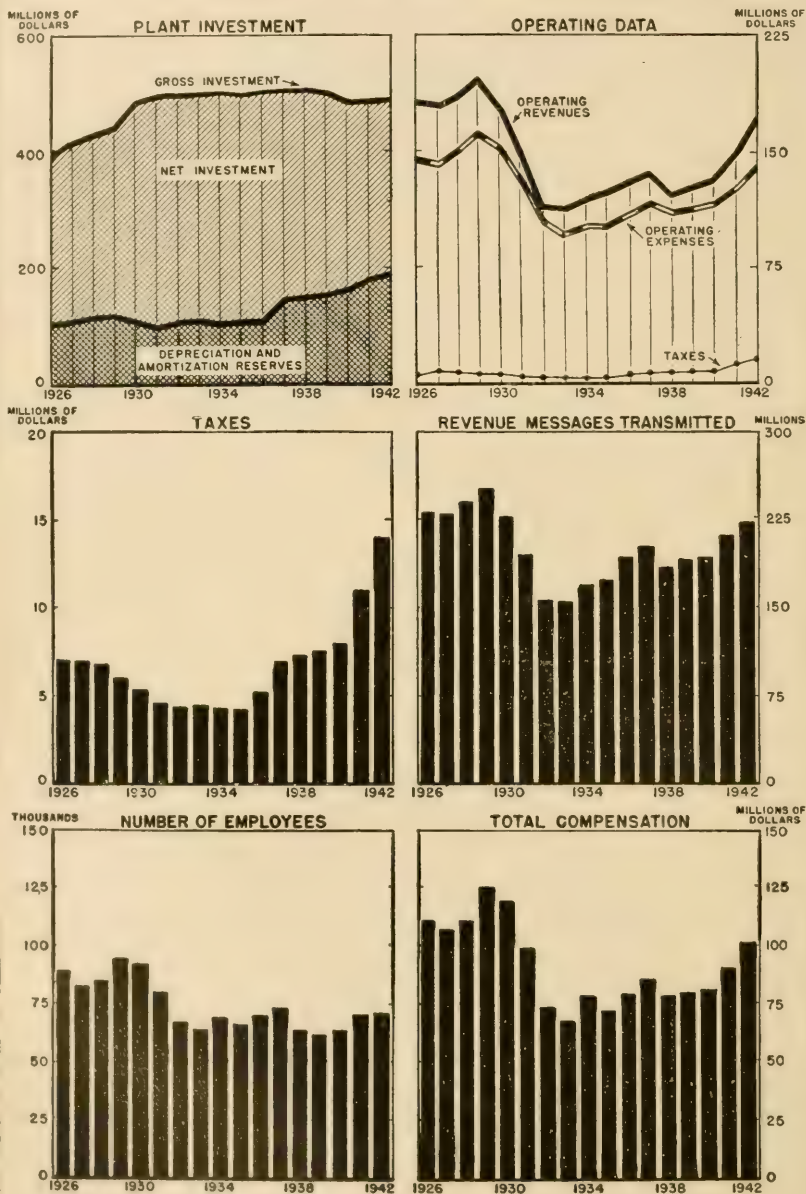 MILLIONS OF
DOLLARS
PLANT INVESTMENT
600
400
200
0
GROSS INVESTMENT
NET INVESTMENT
DEPRECIATION AND
AMORTIZATION RESERVES
1926 1930 1934 1938 1942
OPERATING DATA
MILLIONS OF
DOLLARS
225
150
75
0
OPERATING
REVENUES
OPERATING
EXPENSES
TAXES
1926 1930 1934 1938 1942
MILLIONS OF
DOLLARS
TAXES
20
15
10
5
0
1926 1930 1934 1938 1942
REVENUE MESSAGES TRANSMITTED
MILLIONS
300
225
150
75
0
1926 1930 1934 1938 1942
THOUSANDS
NUMBER OF EMPLOYEES
150
125
100
75
50
25
0
1926 1930 1934 1938 1942
TOTAL COMPENSATION
MILLIONS OF
DOLLARS
150
125
100
75
50
25
0
1926 1930 1934 1938 1942